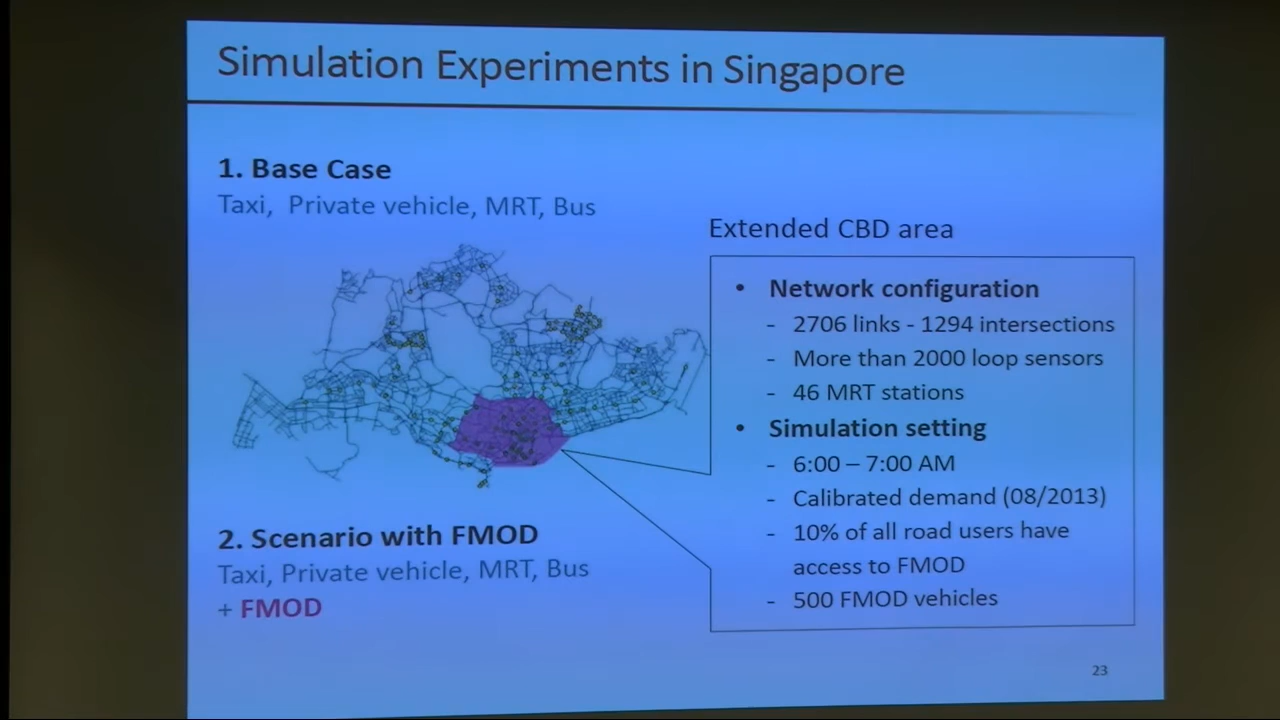 Simulation Experiments in Singapore
1. Base Case
Taxi, Private vehicle, MRT, Bus
Extended CBD area
• Network configuration
- 2706 links - 1294 intersections
- More than 2000 loop sensors
- 46 MRT stations
• Simulation setting
- 6:00 – 7:00 AM
- Calibrated demand (08/2013)
- 10% of all road users have
access to FMOD
- 500 FMOD vehicles
2. Scenario with FMOD
Taxi, Private vehicle, MRT, Bus
+ FMOD
23